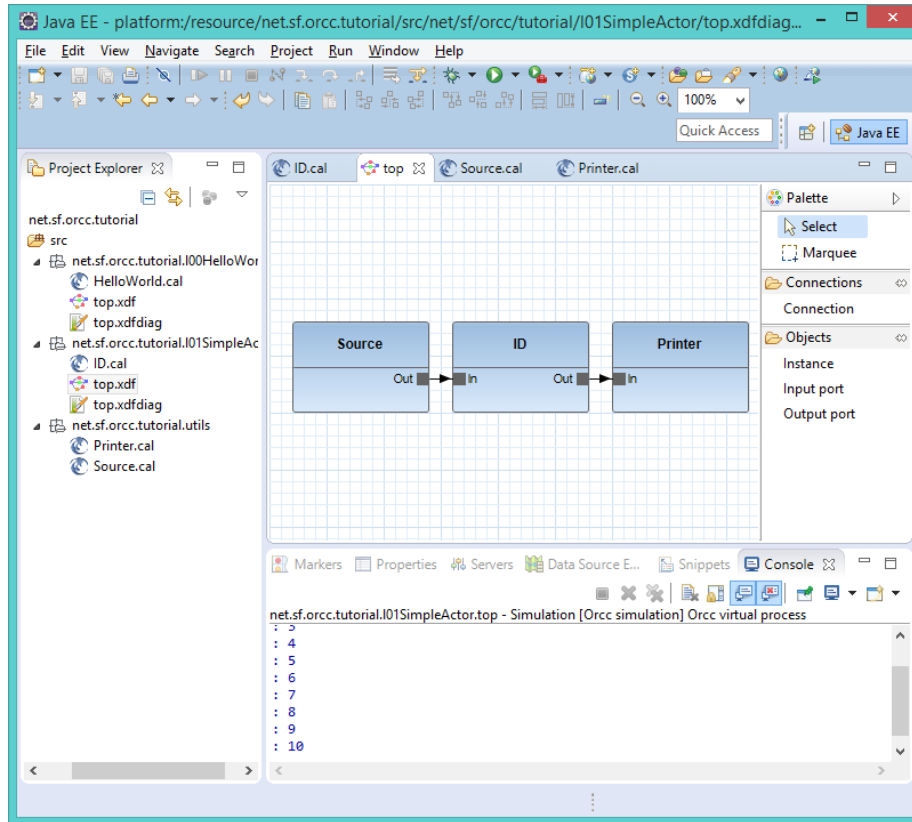 Java EE - platform:/resource/net.sf.orcc.tutorial/src/net/sf/orcc/tutorial/I01SimpleActor/top.xdfdiag...
File Edit View Navigate Search Project Run Window Help
100%
Quick Access Java EE
Project Explorer
net.sf.orcc.tutorial
src
net.sf.orcc.tutorial.I00HelloWor
HelloWorld.cal
top.xdf
top.xdfdiag
net.sf.orcc.tutorial.I01SimpleAc
ID.cal
top.xdf
top.xdfdiag
net.sf.orcc.tutorial.utils
Printer.cal
Source.cal
ID.cal top Source.cal Printer.cal
Source ID Printer
Out In Out In
Palette
Select
Marquee
Connections
Connection
Objects
Instance
Input port
Output port
Markers Properties Servers Data Source E... Snippets Console
net.sf.orcc.tutorial.I01SimpleActor.top - Simulation [Orcc simulation] Orcc virtual process
: 3
: 4
: 5
: 6
: 7
: 8
: 9
: 10